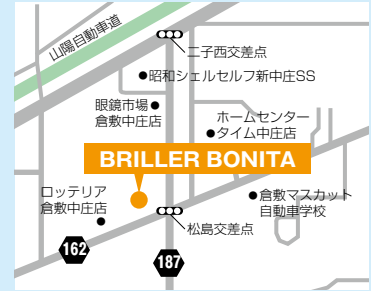 山陽自動車道
二子西交差点
昭和シェルセルフ新中庄SS
眼鏡市場
倉敷中庄店
ホームセンター
タイム中庄店
BRILLER BONITA
ロッテリア
倉敷中庄店
倉敷マスカット
自動車学校
松島交差点
162
187